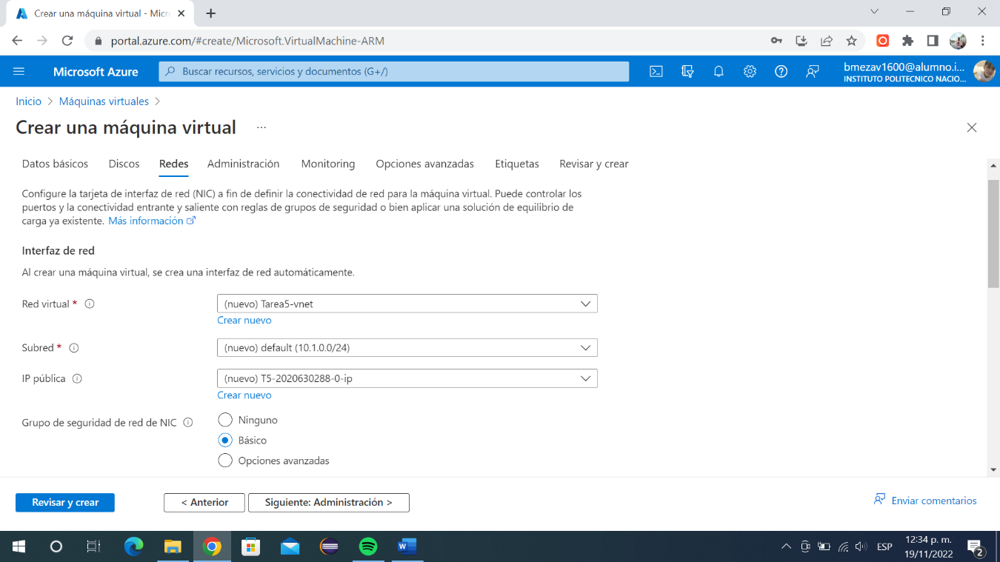 Crear una máquina virtual - Micr
portal.azure.com/#create/Microsoft.VirtualMachine-ARM
Microsoft Azure
Buscar recursos, servicios y documentos (G+/)
bmezav1600@alumno.i...
INSTITUTO POLITECNICO NACIO...
Inicio > Máquinas virtuales >
Crear una máquina virtual ...
Datos básicos Discos Redes Administración Monitoring Opciones avanzadas Etiquetas Revisar y crear
Configure la tarjeta de interfaz de red (NIC) a fin de definir la conectividad de red para la máquina virtual. Puede controlar los
puertos y la conectividad entrante y saliente con reglas de grupos de seguridad o bien aplicar una solución de equilibrio de
carga ya existente. Más información
Interfaz de red
Al crear una máquina virtual, se crea una interfaz de red automáticamente.
Red virtual * (nuevo) Tarea5-vnet
Crear nuevo
Subred * (nuevo) default (10.1.0.0/24)
IP pública (nuevo) T5-2020630288-0-ip
Crear nuevo
Grupo de seguridad de red de NIC Ninguno
Básico
Opciones avanzadas
Revisar y crear < Anterior Siguiente: Administración > Enviar comentarios
ESP 12:34 p. m.
19/11/2022
2